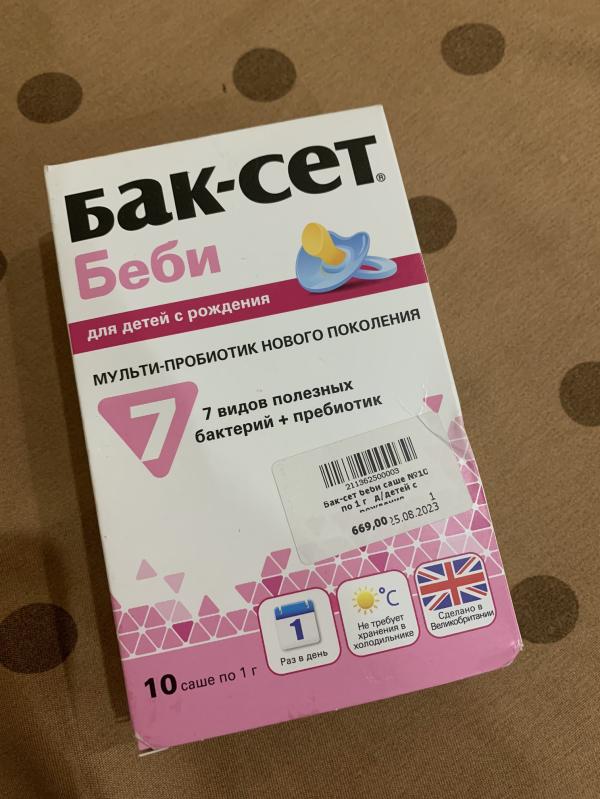 Бак-сет®
Беби
для детей с рождения
МУЛЬТИ-ПРОБИОТИК НОВОГО ПОКОЛЕНИЯ
7
7 видов полезных
бактерий + пребиотик
211362500003
Бак-сет беби саше №10
по 1 г д/детей с
рождения 1
669,00 25.08.2023
1
Раз в день
°C
Не требует
хранения в
холодильнике
Сделано в
Великобритании
10 саше по 1 г